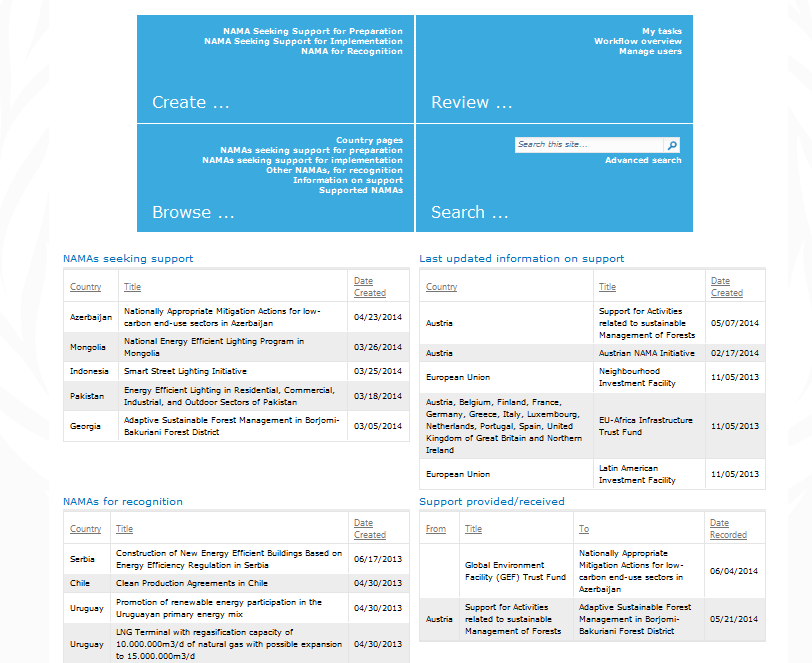 NAMA Seeking Support for Preparation
NAMA Seeking Support for Implementation
NAMA for Recognition
Create ...
My tasks
Workflow overview
Manage users
Review ...
Country pages
NAMAs seeking support for preparation
NAMAs seeking support for implementation
Other NAMAs, for recognition
Information on support
Supported NAMAs
Browse ...
Search this site...
Advanced search
Search ...
NAMAs seeking support
Country Title Date
Created
Azerbaijan Nationally Appropriate Mitigation Actions for low-
carbon end-use sectors in Azerbaijan 04/23/2014
Mongolia National Energy Efficient Lighting Program in
Mongolia 03/26/2014
Indonesia Smart Street Lighting Initiative 03/25/2014
Pakistan Energy Efficient Lighting in Residential, Commercial,
Industrial, and Outdoor Sectors of Pakistan 03/18/2014
Georgia Adaptive Sustainable Forest Management in Borjomi-
Bakuriani Forest District 03/05/2014
Last updated information on support
Country Title Date
Created
Austria Support for Activities
related to sustainable
Management of Forests 05/07/2014
Austria Austrian NAMA Initiative 02/17/2014
European Union Neighbourhood
Investment Facility 11/05/2013
Austria, Belgium, Finland, France,
Germany, Greece, Italy, Luxembourg,
Netherlands, Portugal, Spain, United
Kingdom of Great Britain and Northern
Ireland EU-Africa Infrastructure
Trust Fund 11/05/2013
European Union Latin American
Investment Facility 11/05/2013
NAMAs for recognition
Country Title Date
Created
Serbia Construction of New Energy Efficient Buildings Based on
Energy Efficiency Regulation in Serbia 06/17/2013
Chile Clean Production Agreements in Chile 04/30/2013
Uruguay Promotion of renewable energy participation in the
Uruguayan primary energy mix 04/30/2013
Uruguay LNG Terminal with regasification capacity of
10.000.000m3/d of natural gas with possible expansion
to 15.000.000m3/d 04/30/2013
Support provided/received
From Title To Date
Recorded
Global Environment
Facility (GEF) Trust Fund Nationally Appropriate
Mitigation Actions for low-
carbon end-use sectors in
Azerbaijan 06/04/2014
Austria Support for Activities
related to sustainable
Management of Forests Adaptive Sustainable Forest
Management in Borjomi-
Bakuriani Forest District 05/21/2014